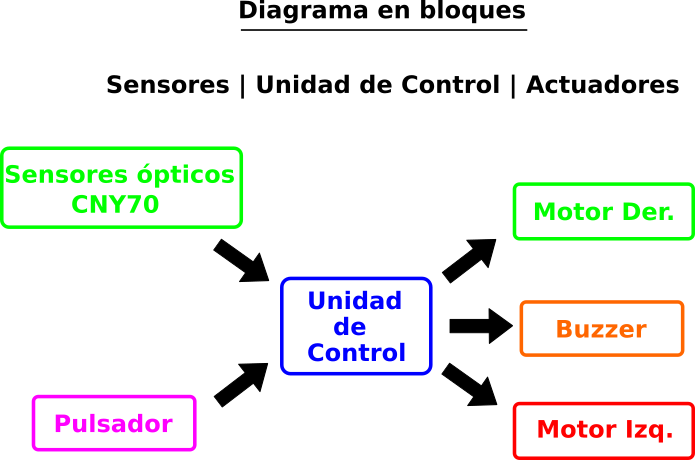 Diagrama en bloques
Sensores | Unidad de Control | Actuadores
Sensores ópticos
CNY70
Motor Der.
Unidad
de
Control
Buzzer
Pulsador
Motor Izq.